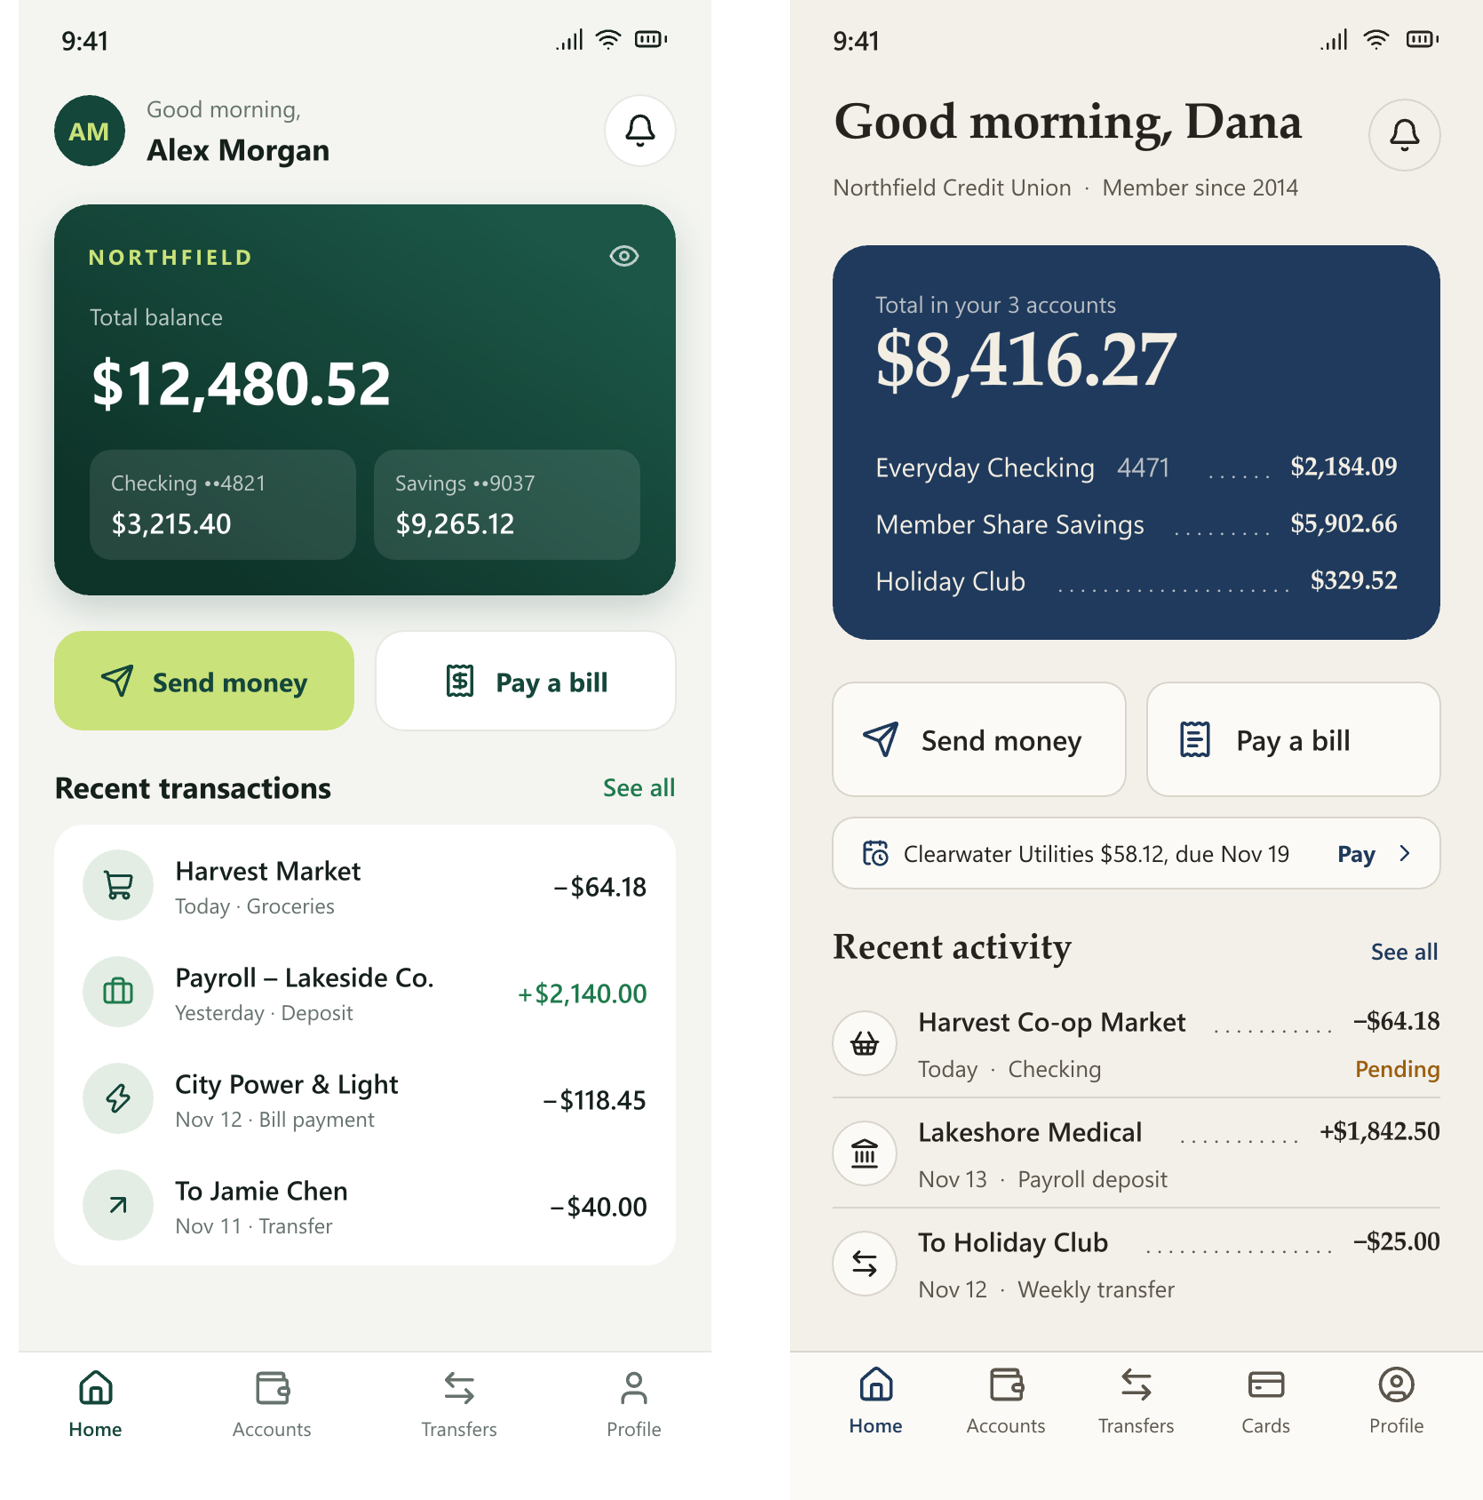 9:41
AM
Good morning,
Alex Morgan
NORTHFIELD
Total balance
$12,480.52
Checking ••4821
$3,215.40
Savings ••9037
$9,265.12
Send money
Pay a bill
Recent transactions
See all
Harvest Market
Today · Groceries
−$64.18
Payroll – Lakeside Co.
Yesterday · Deposit
+$2,140.00
City Power & Light
Nov 12 · Bill payment
−$118.45
To Jamie Chen
Nov 11 · Transfer
−$40.00
Home
Accounts
Transfers
Profile
9:41
Good morning, Dana
Northfield Credit Union · Member since 2014
Total in your 3 accounts
$8,416.27
Everyday Checking 4471 ...... $2,184.09
Member Share Savings ......... $5,902.66
Holiday Club ..................... $329.52
Send money
Pay a bill
Clearwater Utilities $58.12, due Nov 19
Pay
Recent activity
See all
Harvest Co-op Market ........... −$64.18
Today · Checking
Pending
Lakeshore Medical ........... +$1,842.50
Nov 13 · Payroll deposit
To Holiday Club ................. −$25.00
Nov 12 · Weekly transfer
Home
Accounts
Transfers
Cards
Profile